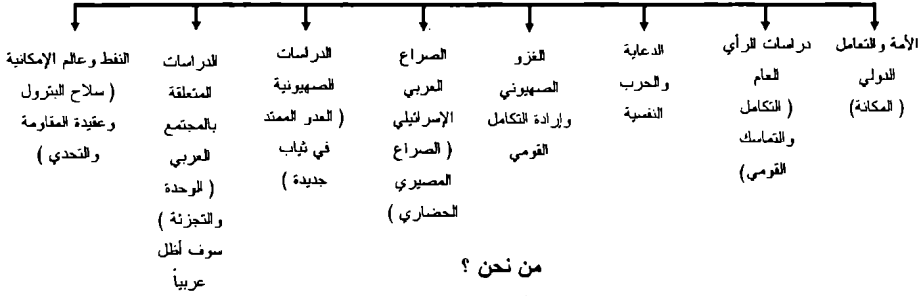 الأمة والتعامل
الدولي
( المكانة)
دراسات الرأي
العام
( التكامل
والتماسك
القومي)
الدعاية
والحرب
النفسية
الغزو
الصهيوني
وإرادة التكامل
القومي
الصراع
العربي
الإسرائيلي
( الصراع
المصيري
الحضاري )
الدراسات
الصهيونية
( العدو الممتد
في ثياب
جديدة )
الدراسات
المتعلقة
بالمجتمع
العربي
( الوحدة
والتجزئة )
سوف أظل
عربياً
النفط وعالم الإمكانية
( سلاح البترول
وعقيدة المقاومة
والتحدي )
من نحن ؟